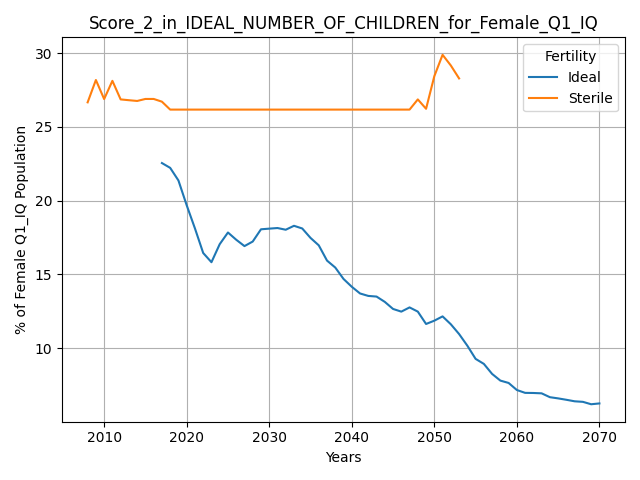 Score_2_in_IDEAL_NUMBER_OF_CHILDREN_for_Female_Q1_IQ
Fertility
Ideal
Sterile
% of Female Q1_IQ Population
30
25
20
15
10
2010 2020 2030 2040 2050 2060 2070
Years